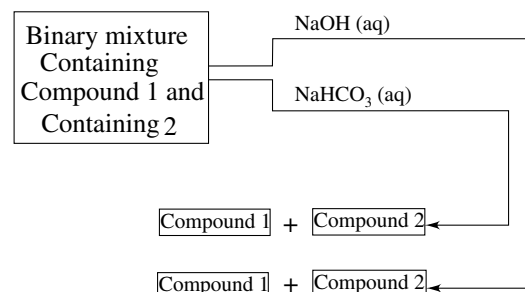 Binary mixture
Containing
Compound 1 and
Containing 2
NaOH (aq)
NaHCO₃ (aq)
Compound 1 + Compound 2
Compound 1 + Compound 2